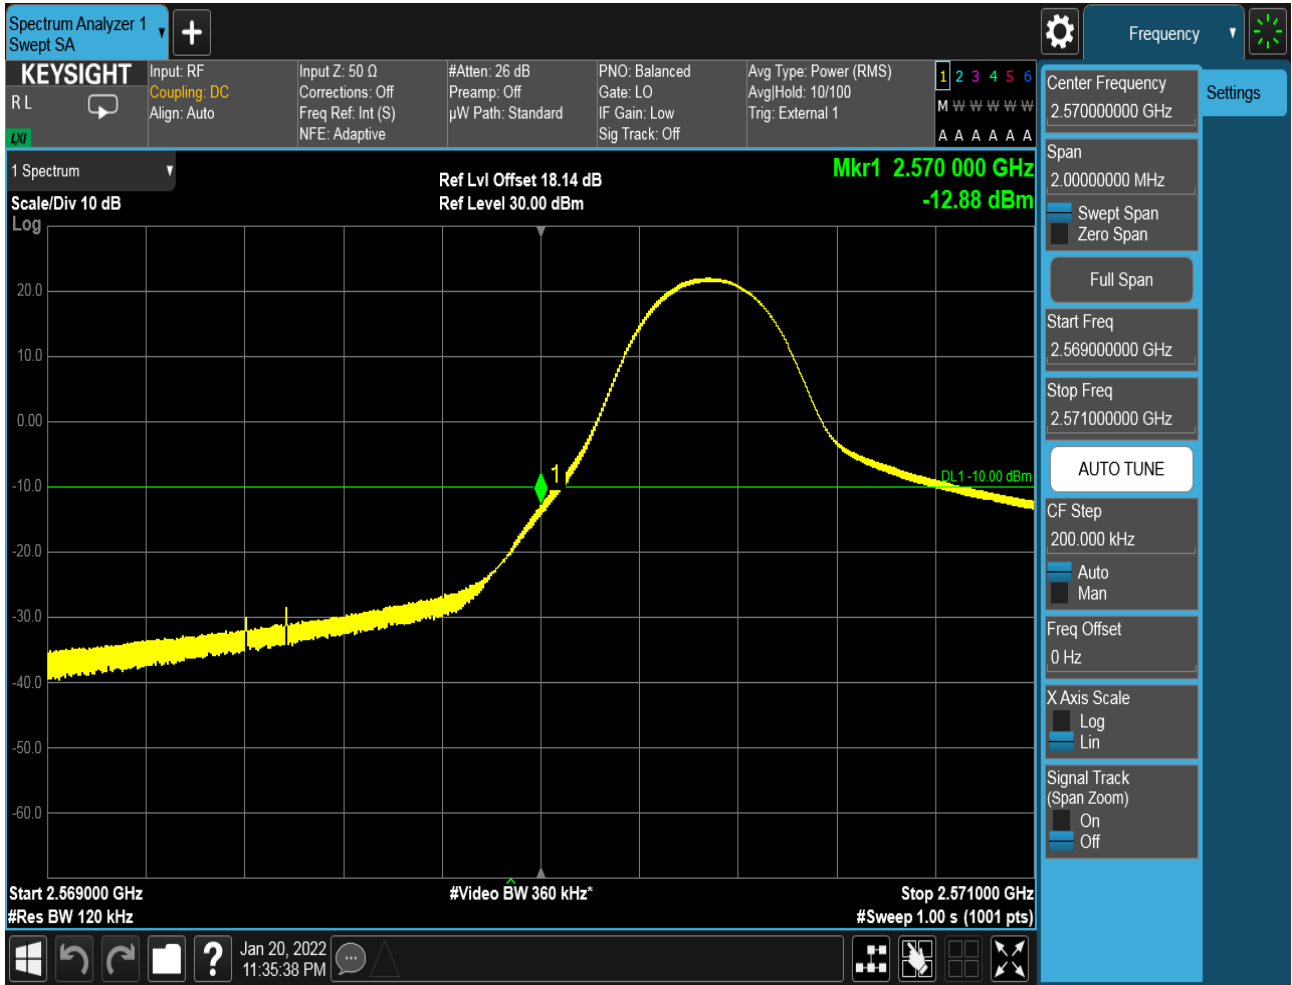 Spectrum Analyzer 1
Swept SA
Frequency
KEYSIGHT
R L
LXI
Input: RF
Coupling: DC
Align: Auto
Input Z: 50 Ω
Corrections: Off
Freq Ref: Int (S)
NFE: Adaptive
#Atten: 26 dB
Preamp: Off
µW Path: Standard
PNO: Balanced
Gate: LO
IF Gain: Low
Sig Track: Off
Avg Type: Power (RMS)
Avg|Hold: 10/100
Trig: External 1
1 2 3 4 5 6
M W W W W W
A A A A A A
1 Spectrum
Scale/Div 10 dB
Log
Ref Lvl Offset 18.14 dB
Ref Level 30.00 dBm
Mkr1 2.570 000 GHz
-12.88 dBm
20.0
10.0
0.00
-10.0
-20.0
-30.0
-40.0
-50.0
-60.0
1
DL1 -10.00 dBm
Start 2.569000 GHz
#Res BW 120 kHz
#Video BW 360 kHz*
Stop 2.571000 GHz
#Sweep 1.00 s (1001 pts)
Center Frequency
2.570000000 GHz
Settings
Span
2.00000000 MHz
Swept Span
Zero Span
Full Span
Start Freq
2.569000000 GHz
Stop Freq
2.571000000 GHz
AUTO TUNE
CF Step
200.000 kHz
Auto
Man
Freq Offset
0 Hz
X Axis Scale
Log
Lin
Signal Track
(Span Zoom)
On
Off
?
Jan 20, 2022
11:35:38 PM